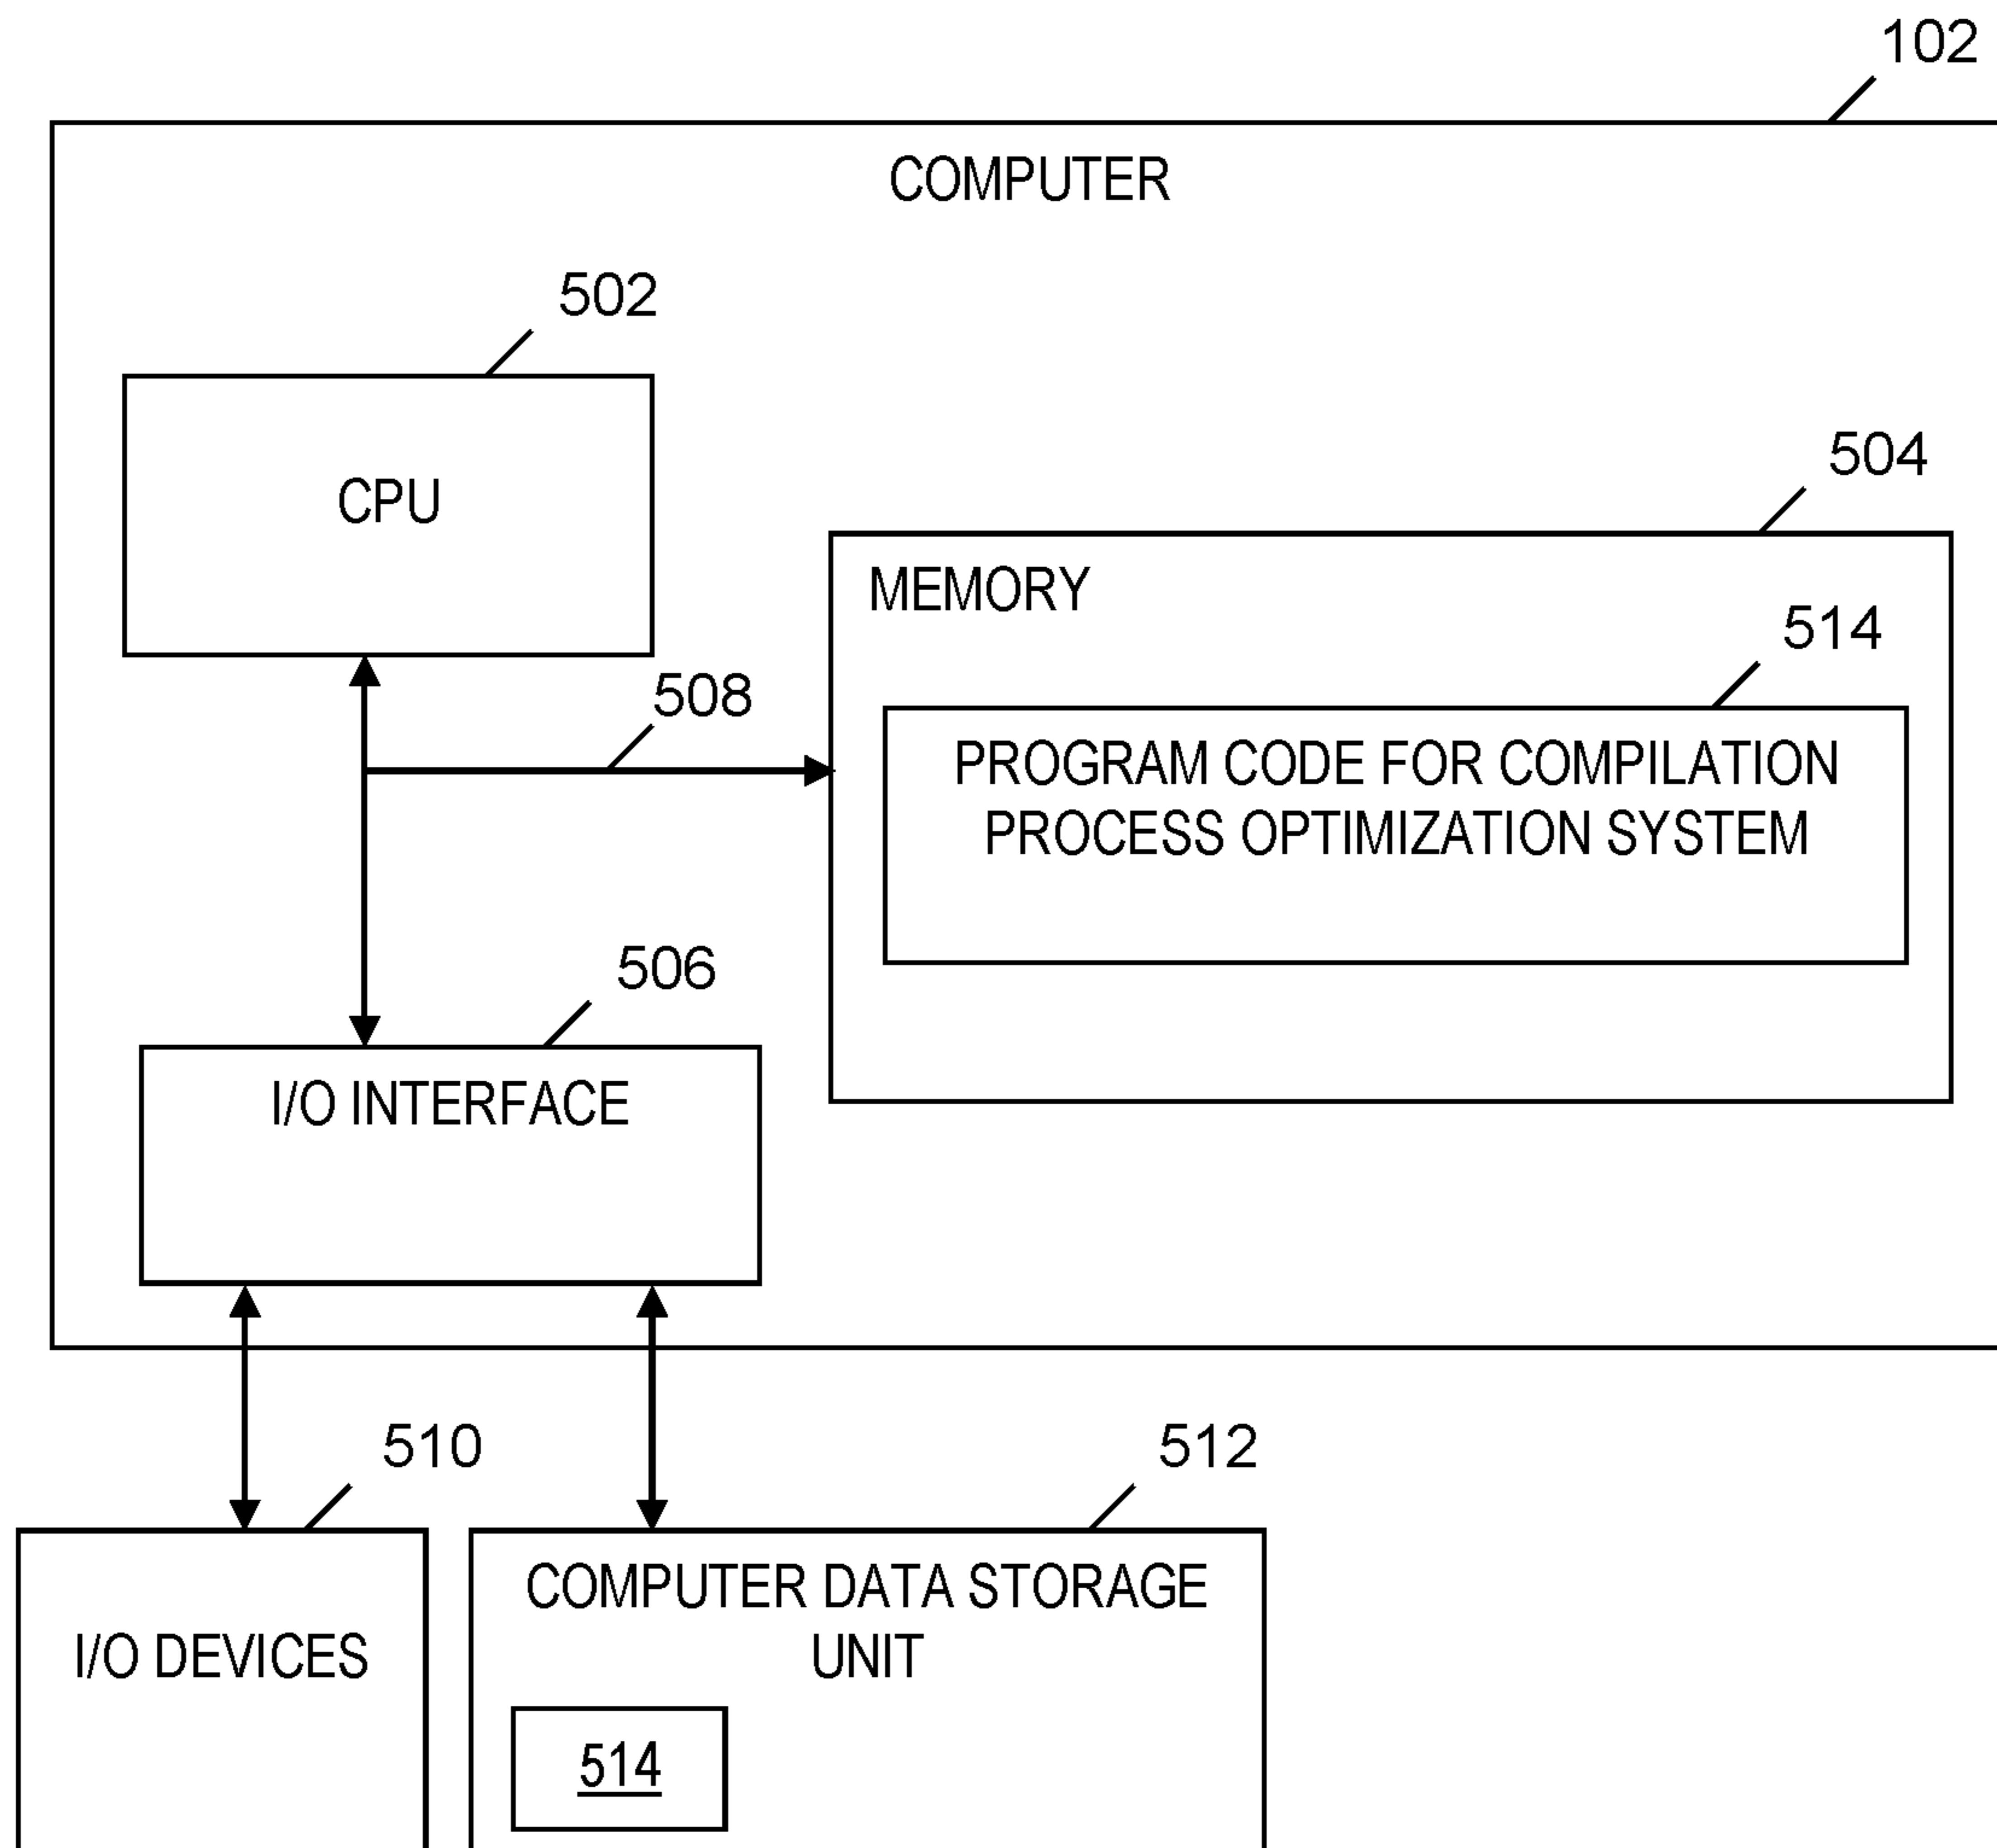 102
COMPUTER
502
CPU
504
MEMORY
514
508
PROGRAM CODE FOR COMPILATION
PROCESS OPTIMIZATION SYSTEM
506
I/O INTERFACE
510
512
I/O DEVICES
COMPUTER DATA STORAGE
UNIT
514